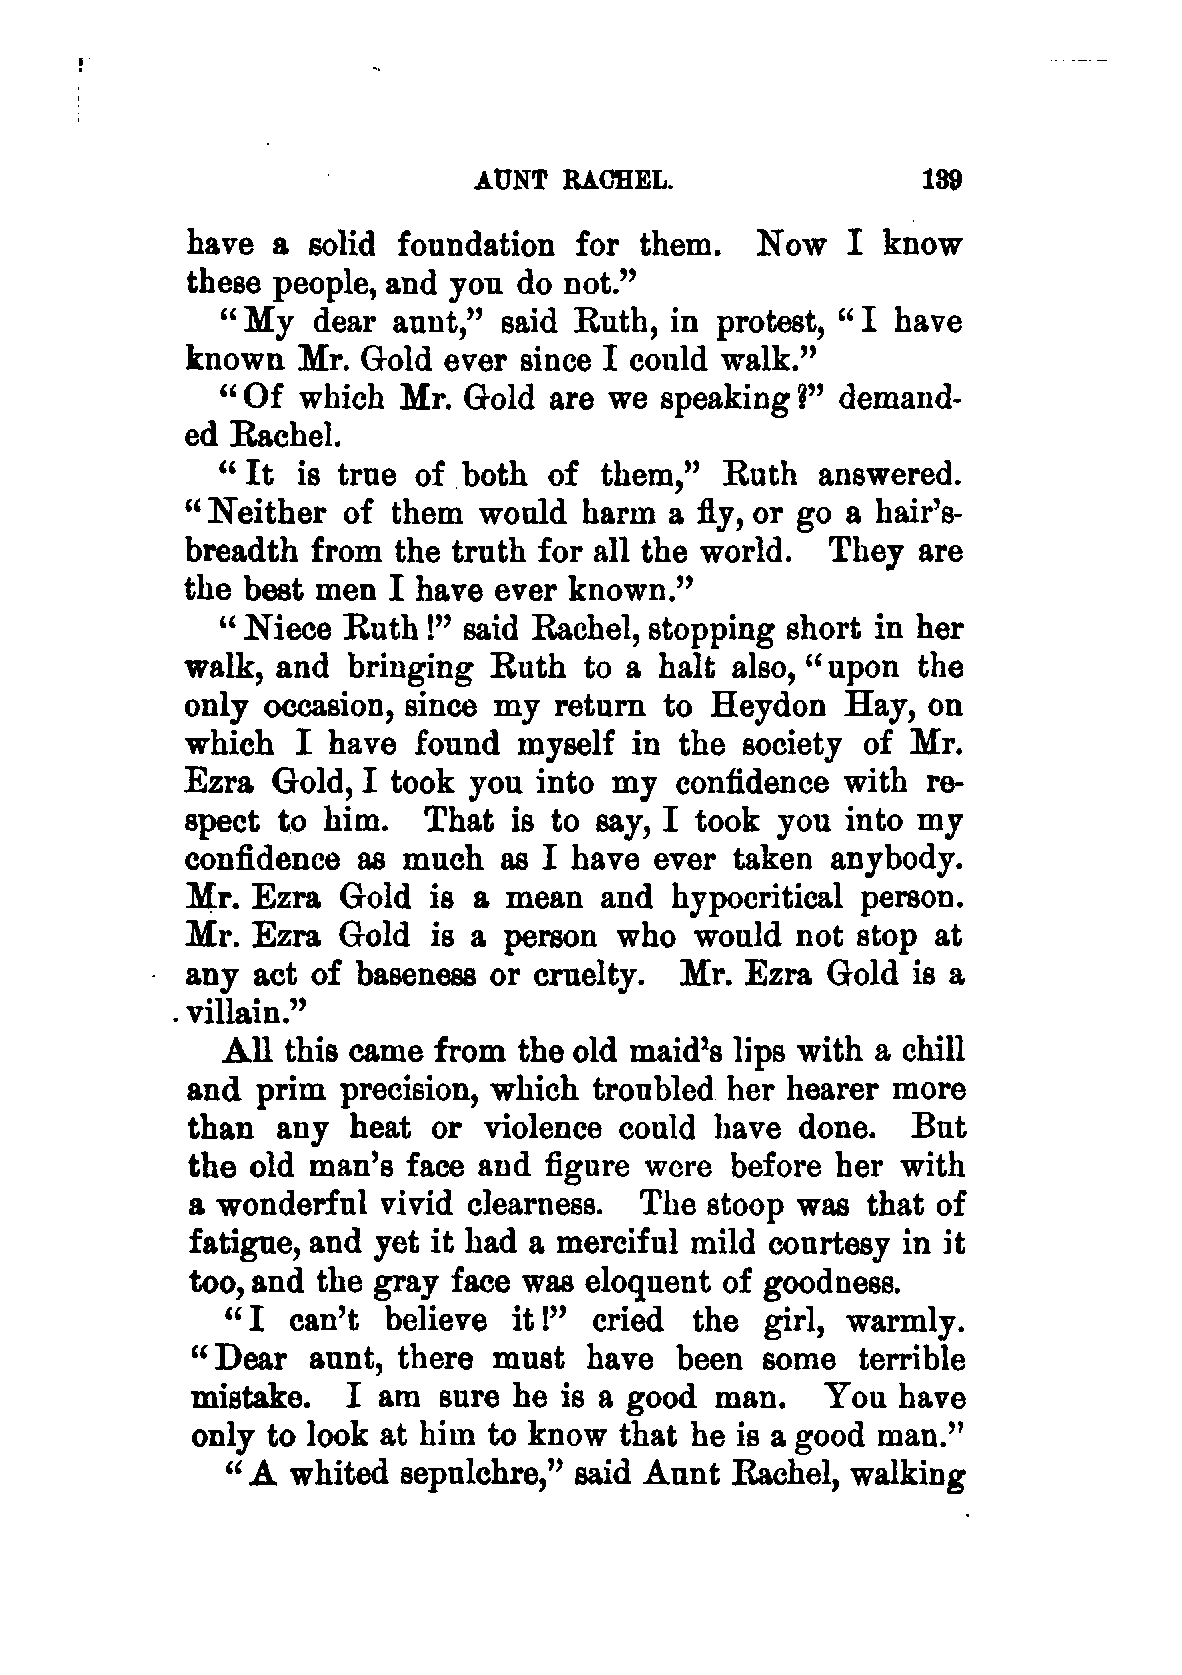 AUNT RACHEL. 139
have a solid foundation for them. Now I know
these people, and you do not.”
“My dear aunt,” said Ruth, in protest, “I have
known Mr. Gold ever since I could walk.”
“Of which Mr. Gold are we speaking?” demand-
ed Rachel.
“It is true of both of them,” Ruth answered.
“Neither of them would harm a fly, or go a hair’s-
breadth from the truth for all the world. They are
the best men I have ever known.”
“Niece Ruth!” said Rachel, stopping short in her
walk, and bringing Ruth to a halt also, “upon the
only occasion, since my return to Heydon Hay, on
which I have found myself in the society of Mr.
Ezra Gold, I took you into my confidence with re-
spect to him. That is to say, I took you into my
confidence as much as I have ever taken anybody.
Mr. Ezra Gold is a mean and hypocritical person.
Mr. Ezra Gold is a person who would not stop at
any act of baseness or cruelty. Mr. Ezra Gold is a
villain.”
All this came from the old maid’s lips with a chill
and prim precision, which troubled her hearer more
than any heat or violence could have done. But
the old man’s face and figure were before her with
a wonderful vivid clearness. The stoop was that of
fatigue, and yet it had a merciful mild courtesy in it
too, and the gray face was eloquent of goodness.
“I can’t believe it!” cried the girl, warmly.
“Dear aunt, there must have been some terrible
mistake. I am sure he is a good man. You have
only to look at him to know that he is a good man.”
“A whited sepulchre,” said Aunt Rachel, walking